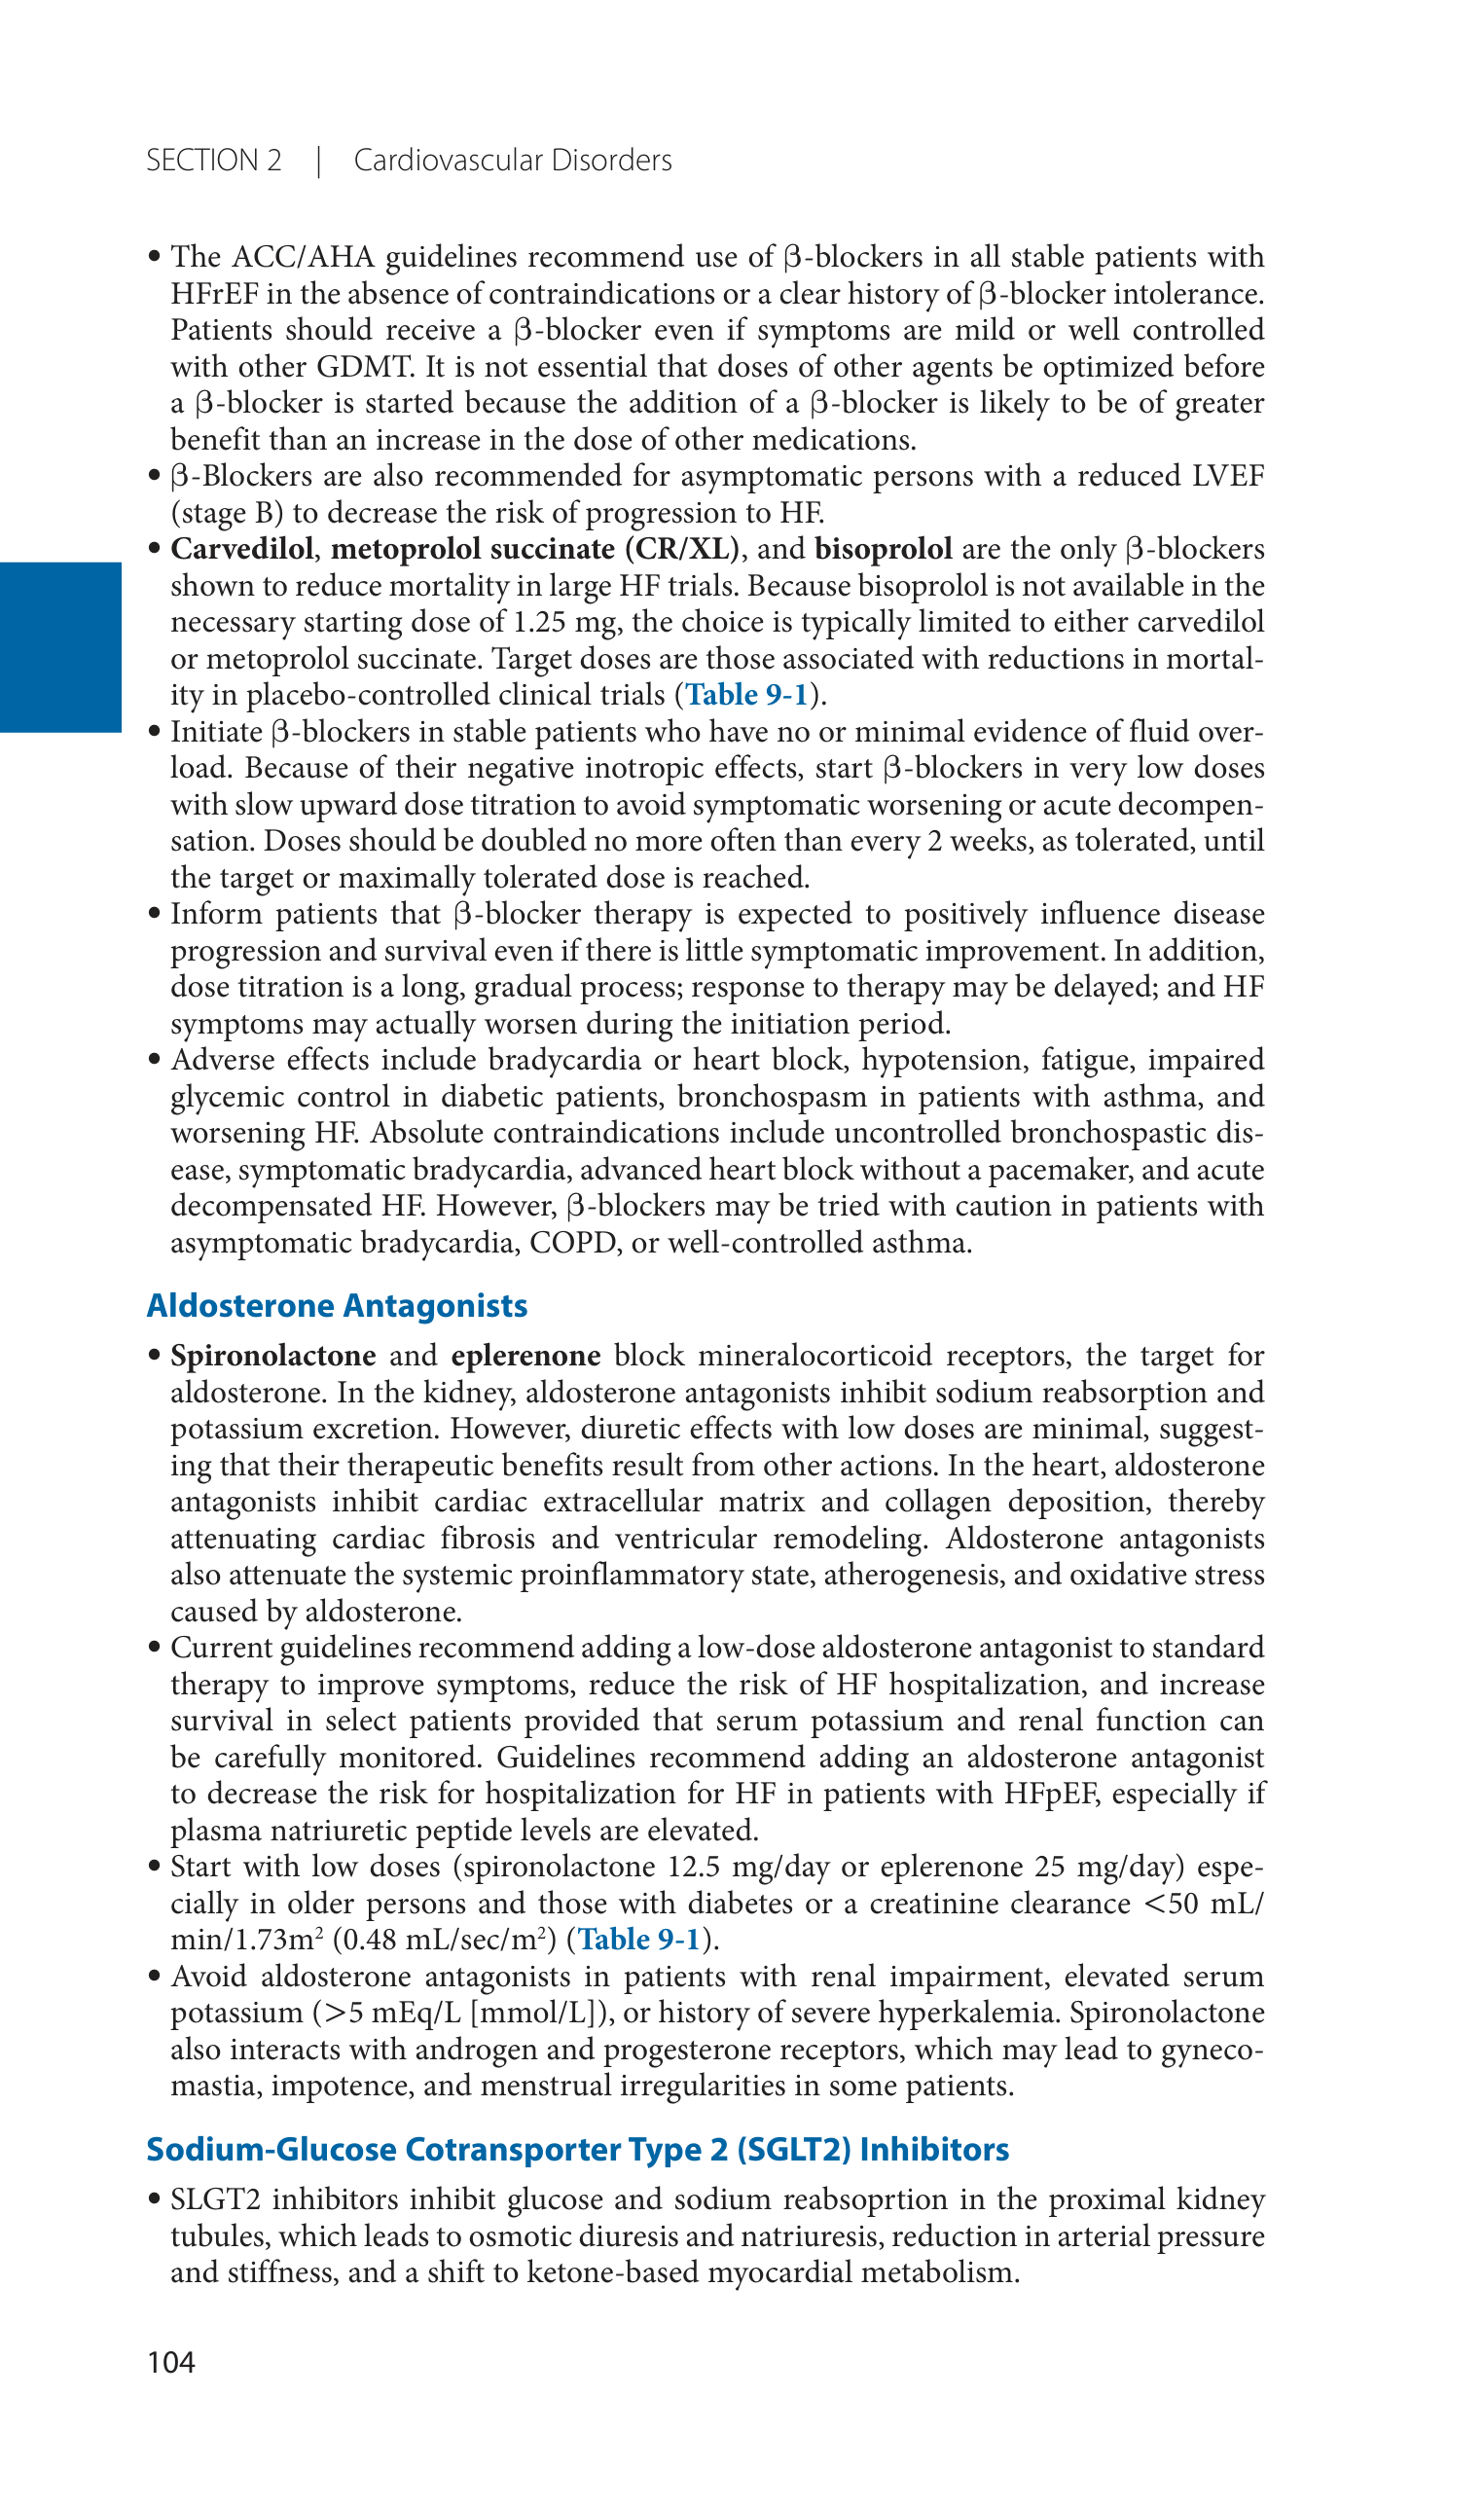 SECTION 2 | Cardiovascular Disorders
• The ACC/AHA guidelines recommend use of β-blockers in all stable patients with
HFrEF in the absence of contraindications or a clear history of β-blocker intolerance.
Patients should receive a β-blocker even if symptoms are mild or well controlled
with other GDMT. It is not essential that doses of other agents be optimized before
a β-blocker is started because the addition of a β-blocker is likely to be of greater
benefit than an increase in the dose of other medications.
• β-Blockers are also recommended for asymptomatic persons with a reduced LVEF
(stage B) to decrease the risk of progression to HF.
• Carvedilol, metoprolol succinate (CR/XL), and bisoprolol are the only β-blockers
shown to reduce mortality in large HF trials. Because bisoprolol is not available in the
necessary starting dose of 1.25 mg, the choice is typically limited to either carvedilol
or metoprolol succinate. Target doses are those associated with reductions in mortal-
ity in placebo-controlled clinical trials (Table 9-1).
• Initiate β-blockers in stable patients who have no or minimal evidence of fluid over-
load. Because of their negative inotropic effects, start β-blockers in very low doses
with slow upward dose titration to avoid symptomatic worsening or acute decompen-
sation. Doses should be doubled no more often than every 2 weeks, as tolerated, until
the target or maximally tolerated dose is reached.
• Inform patients that β-blocker therapy is expected to positively influence disease
progression and survival even if there is little symptomatic improvement. In addition,
dose titration is a long, gradual process; response to therapy may be delayed; and HF
symptoms may actually worsen during the initiation period.
• Adverse effects include bradycardia or heart block, hypotension, fatigue, impaired
glycemic control in diabetic patients, bronchospasm in patients with asthma, and
worsening HF. Absolute contraindications include uncontrolled bronchospastic dis-
ease, symptomatic bradycardia, advanced heart block without a pacemaker, and acute
decompensated HF. However, β-blockers may be tried with caution in patients with
asymptomatic bradycardia, COPD, or well-controlled asthma.
Aldosterone Antagonists
• Spironolactone and eplerenone block mineralocorticoid receptors, the target for
aldosterone. In the kidney, aldosterone antagonists inhibit sodium reabsorption and
potassium excretion. However, diuretic effects with low doses are minimal, suggest-
ing that their therapeutic benefits result from other actions. In the heart, aldosterone
antagonists inhibit cardiac extracellular matrix and collagen deposition, thereby
attenuating cardiac fibrosis and ventricular remodeling. Aldosterone antagonists
also attenuate the systemic proinflammatory state, atherogenesis, and oxidative stress
caused by aldosterone.
• Current guidelines recommend adding a low-dose aldosterone antagonist to standard
therapy to improve symptoms, reduce the risk of HF hospitalization, and increase
survival in select patients provided that serum potassium and renal function can
be carefully monitored. Guidelines recommend adding an aldosterone antagonist
to decrease the risk for hospitalization for HF in patients with HFpEF, especially if
plasma natriuretic peptide levels are elevated.
• Start with low doses (spironolactone 12.5 mg/day or eplerenone 25 mg/day) espe-
cially in older persons and those with diabetes or a creatinine clearance <50 mL/
min/1.73m² (0.48 mL/sec/m²) (Table 9-1).
• Avoid aldosterone antagonists in patients with renal impairment, elevated serum
potassium (>5 mEq/L [mmol/L]), or history of severe hyperkalemia. Spironolactone
also interacts with androgen and progesterone receptors, which may lead to gyneco-
mastia, impotence, and menstrual irregularities in some patients.
Sodium-Glucose Cotransporter Type 2 (SGLT2) Inhibitors
• SLGT2 inhibitors inhibit glucose and sodium reabsoprtion in the proximal kidney
tubules, which leads to osmotic diuresis and natriuresis, reduction in arterial pressure
and stiffness, and a shift to ketone-based myocardial metabolism.
104